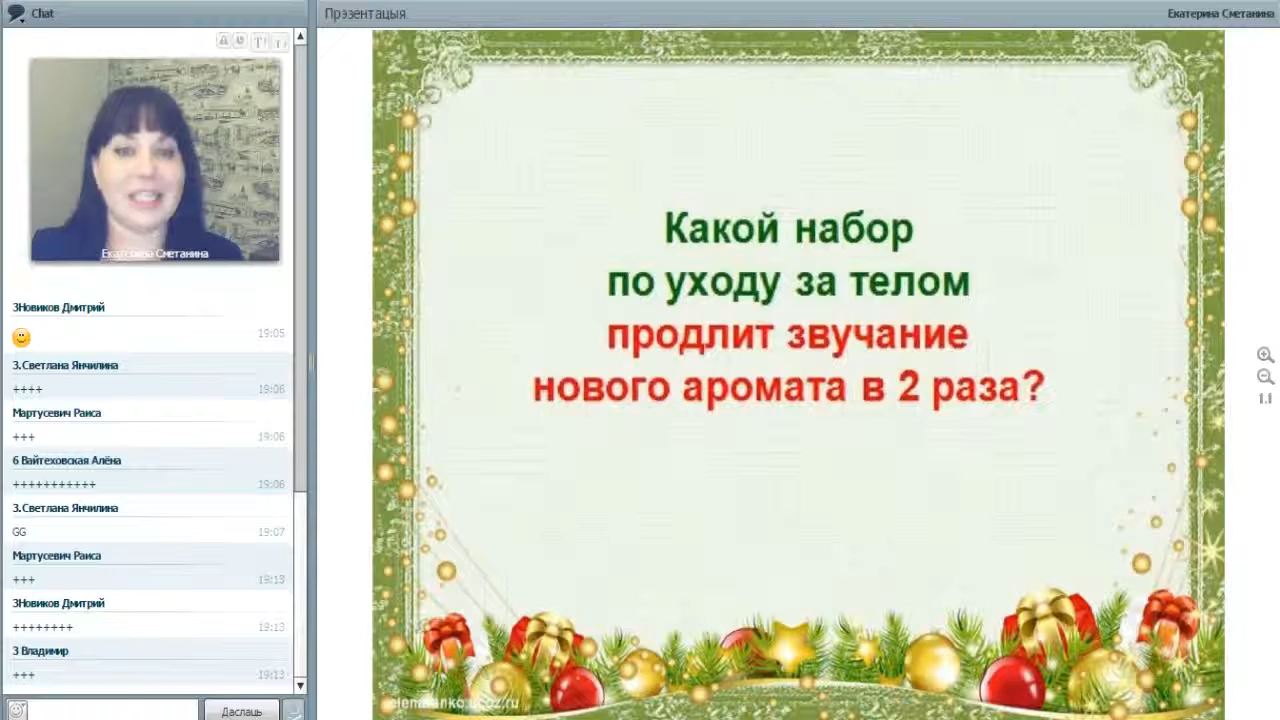 Chat
Прэзентацыя
Екатерина Сметанина
Екатерина Сметанина
3Новиков Дмитрий
19:05
3.Светлана Янчилина
++++ 19:06
Мартусевич Раиса
+++ 19:06
6 Вайтеховская Алёна
+++++++++++ 19:06
3.Светлана Янчилина
GG 19:07
Мартусевич Раиса
+++ 19:13
3Новиков Дмитрий
++++++++ 19:13
3 Владимир
+++ 19:13
Даслаць
Какой набор
по уходу за телом
продлит звучание
нового аромата в 2 раза?
1.1